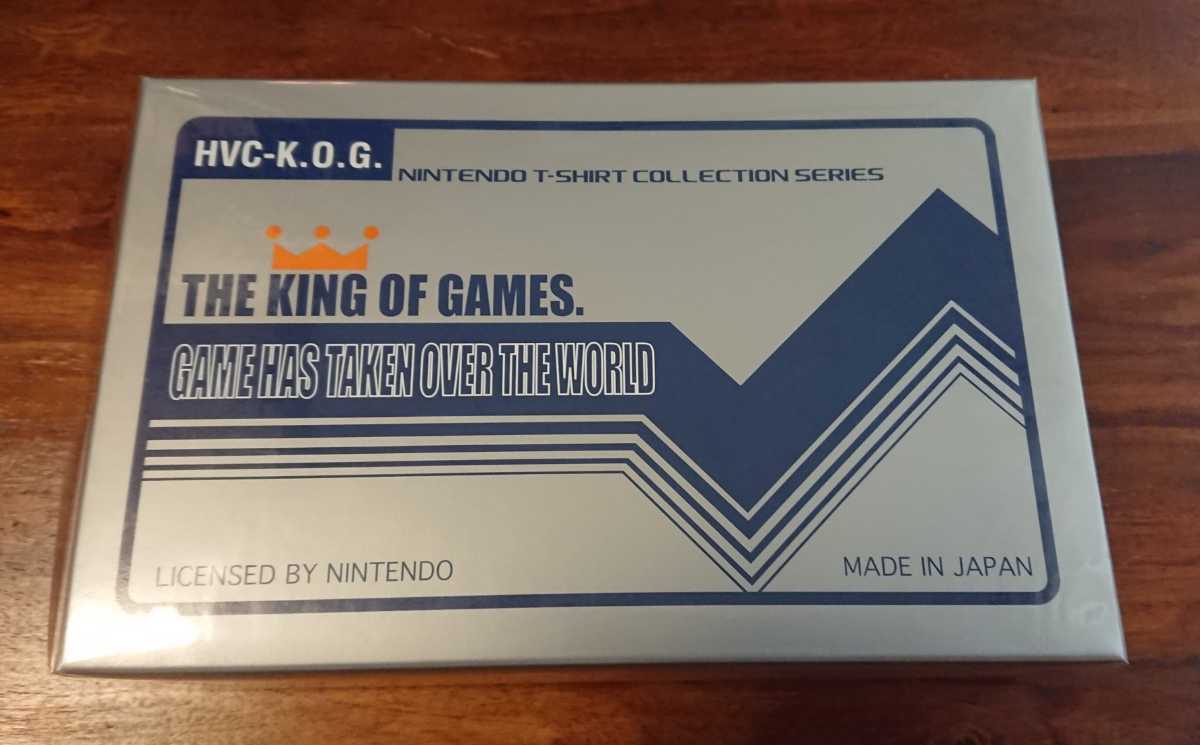 HVC-K.O.G.
NINTENDO T-SHIRT COLLECTION SERIES
THE KING OF GAMES.
GAME HAS TAKEN OVER THE WORLD
LICENSED BY NINTENDO
MADE IN JAPAN